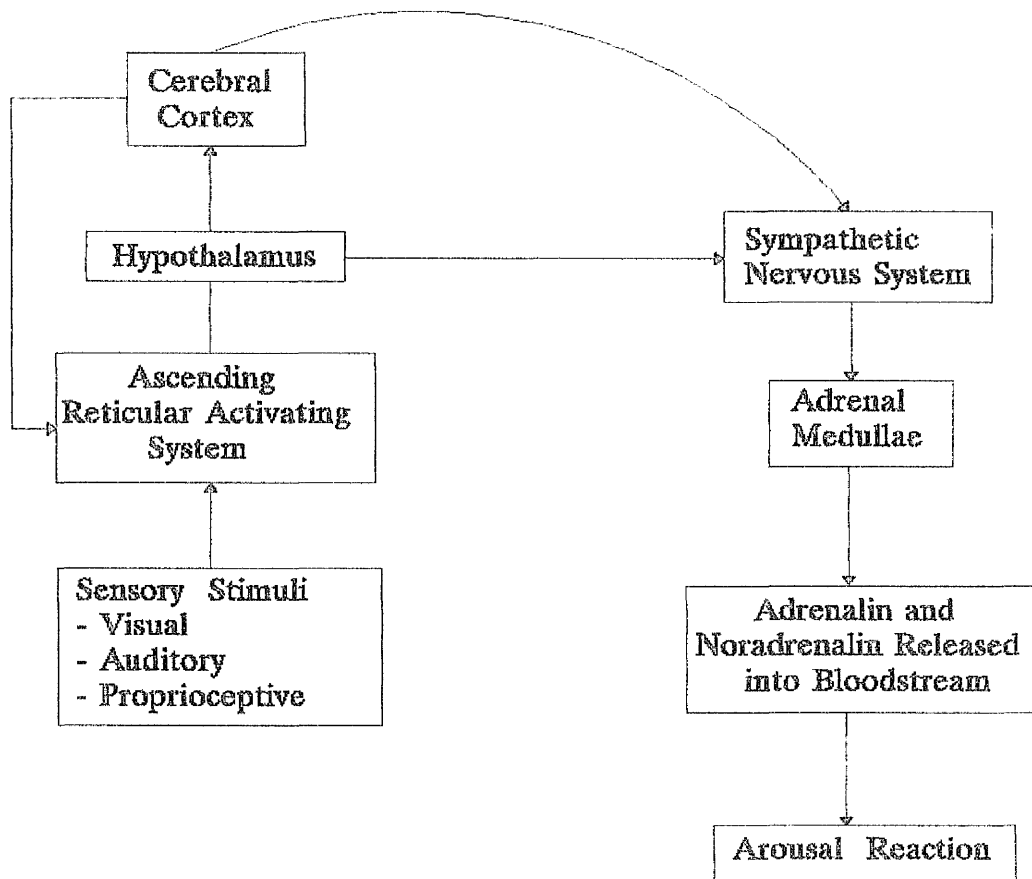 Cerebral
Cortex
Hypothalamus
Ascending
Reticular Activating
System
Sensory Stimuli
- Visual
- Auditory
- Proprioceptive
Sympathetic
Nervous System
Adrenal
Medullae
Adrenalin and
Noradrenalin Released
into Bloodstream
Arousal Reaction